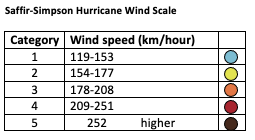 Saffir-Simpson Hurricane Wind Scale
Category Wind speed (km/hour)
1 119-153
2 154-177
3 178-208
4 209-251
5 252 higher